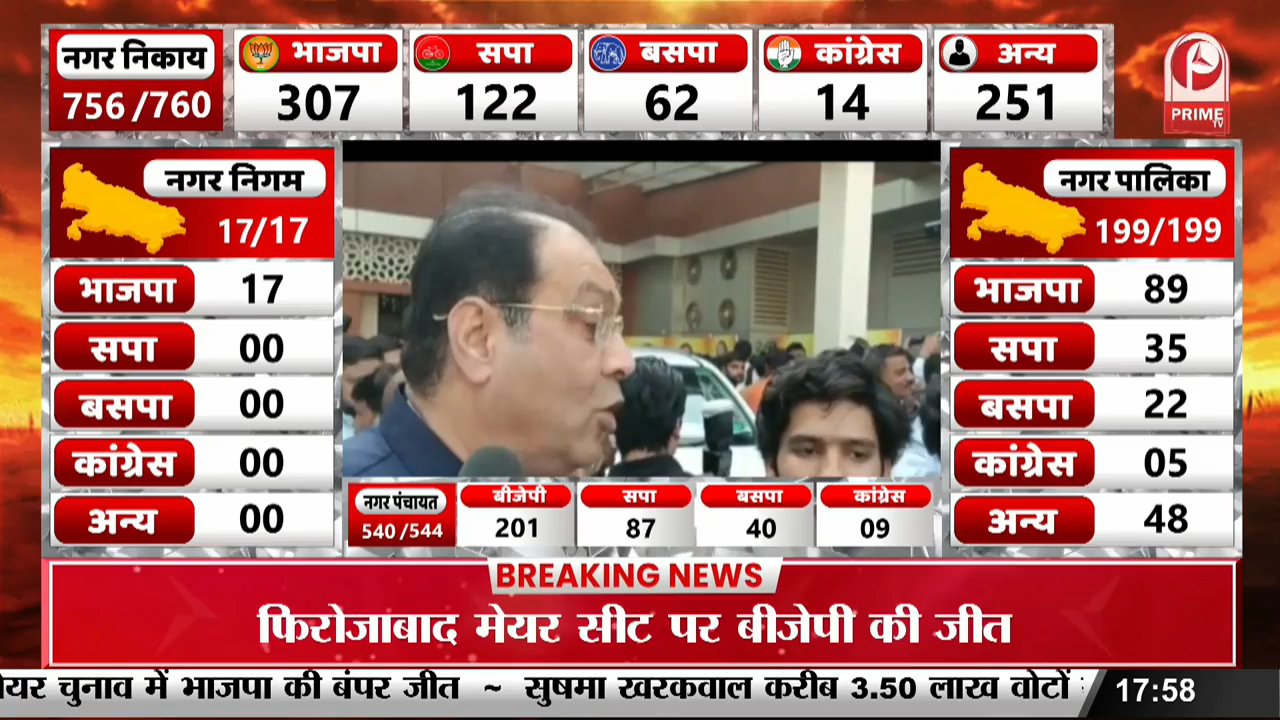 नगर निकाय
756/760
भाजपा
307
सपा
122
बसपा
62
कांग्रेस
14
अन्य
251
PRIME TV
नगर निगम
17/17
भाजपा 17
सपा 00
बसपा 00
कांग्रेस 00
अन्य 00
नगर पालिका
199/199
भाजपा 89
सपा 35
बसपा 22
कांग्रेस 05
अन्य 48
नगर पंचायत
540/544
बीजेपी
201
सपा
87
बसपा
40
कांग्रेस
09
BREAKING NEWS
फिरोजाबाद मेयर सीट पर बीजेपी की जीत
चुनाव में भाजपा की बंपर जीत ~ सुषमा खरकवाल करीब 3.50 लाख वोटों
17:58